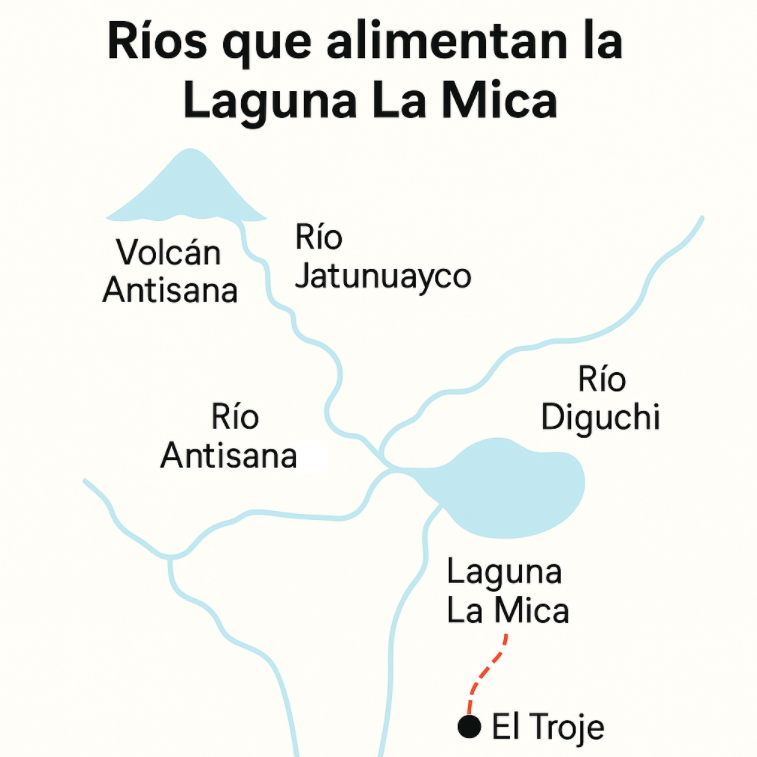 Ríos que alimentan la
Laguna La Mica
Volcán
Antisana
Río
Jatunuayco
Río
Diguchi
Río
Antisana
Laguna
La Mica
El Troje